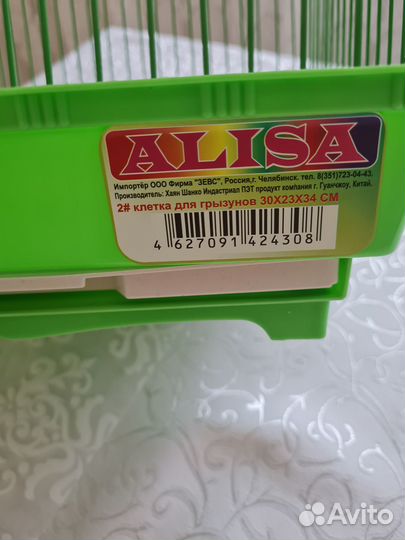 ALISA
Импортёр ООО Фирма "ЗЕВС", Россия,г. Челябинск. тел. 8(351)723-04-43.
Производитель: Хаян Шанко Индастриал ПЭТ продукт компания г. Гуанчжоу, Китай.
2# клетка для грызунов 30X23X34 СМ
4 627091 424308
Avito